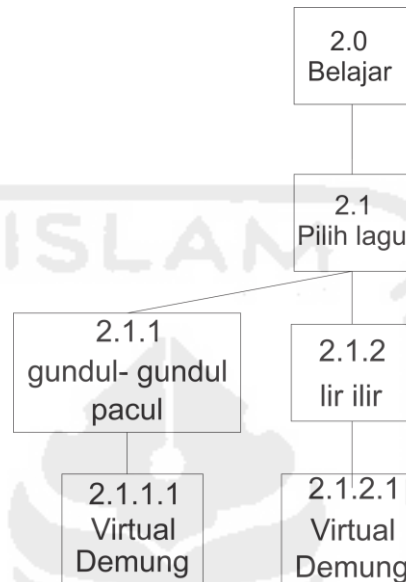 2.0
Belajar
2.1
Pilih lagu
ISLAM
2.1.1
gundul- gundul
pacul
2.1.2
lir ilir
2.1.1.1
Virtual
Demung
2.1.2.1
Virtual
Demung